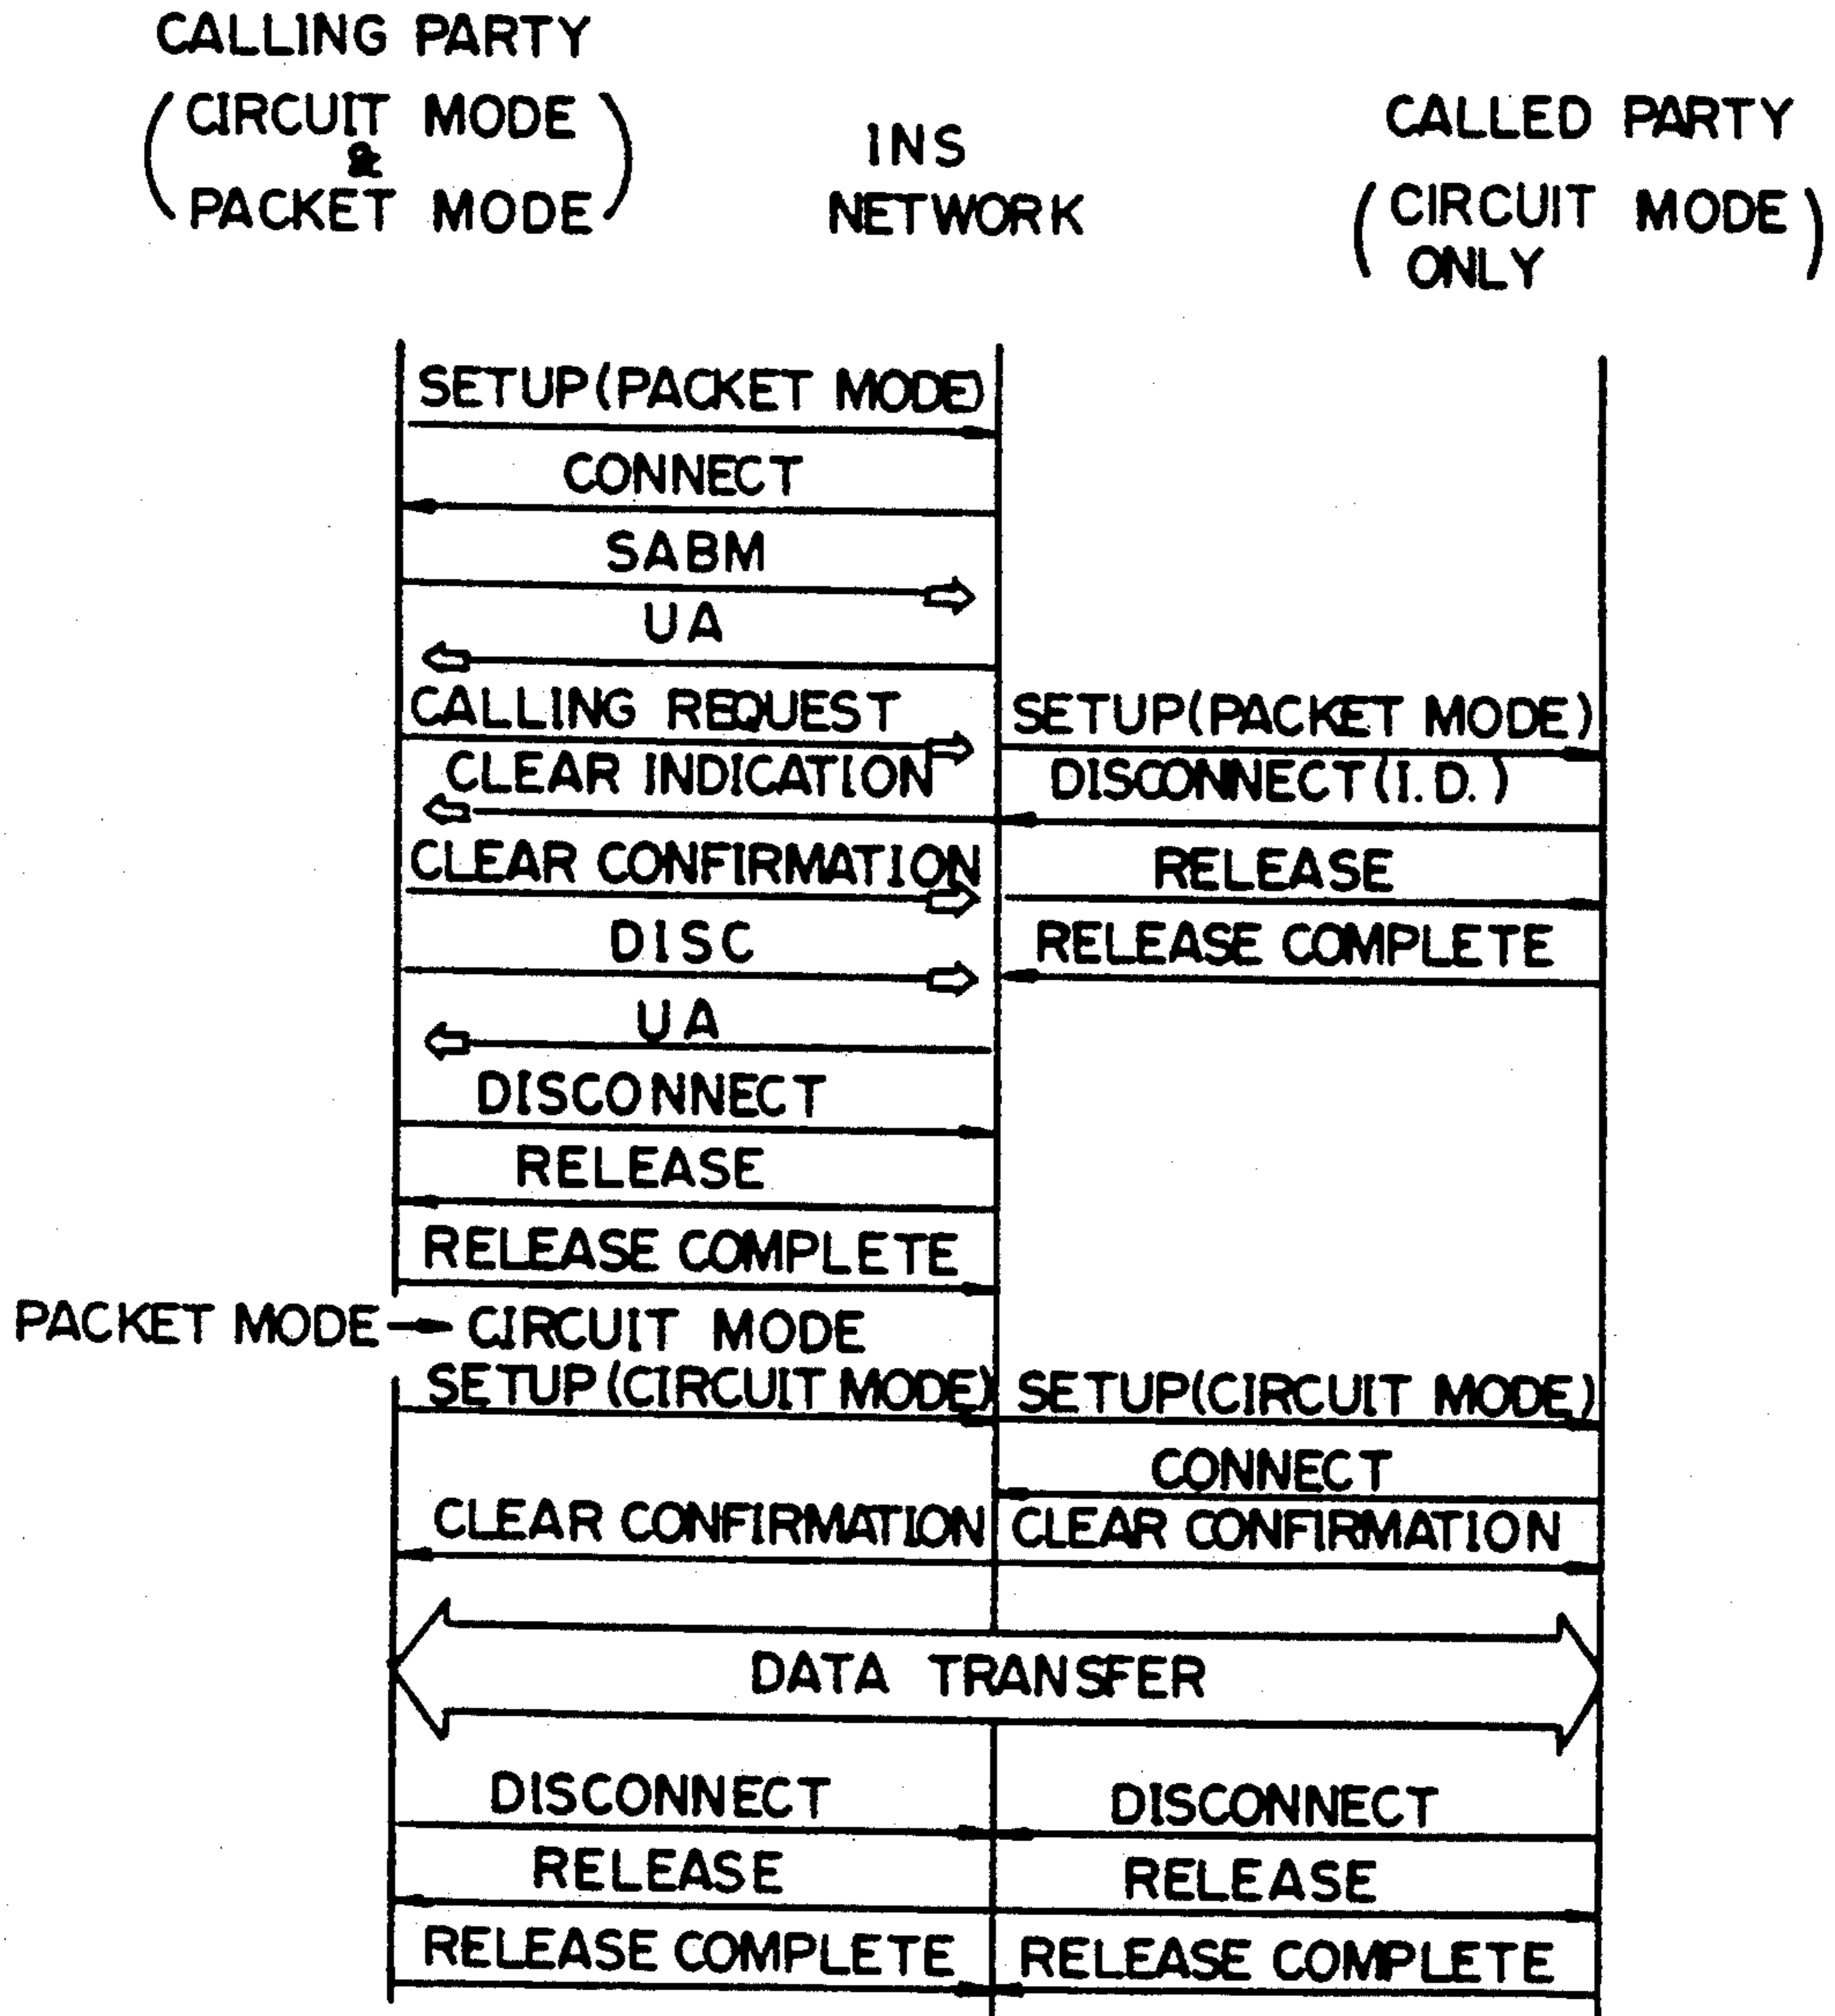 CALLING PARTY
(CIRCUIT MODE
&
PACKET MODE)
INS
NETWORK
CALLED PARTY
(CIRCUIT MODE
ONLY)
SETUP(PACKET MODE)
CONNECT
SABM
UA
CALLING REQUEST
SETUP(PACKET MODE)
CLEAR INDICATION
DISCONNECT(I.D.)
CLEAR CONFIRMATION
RELEASE
DISC
RELEASE COMPLETE
UA
DISCONNECT
RELEASE
RELEASE COMPLETE
PACKET MODE → CIRCUIT MODE
SETUP(CIRCUIT MODE)
SETUP(CIRCUIT MODE)
CONNECT
CLEAR CONFIRMATION
CLEAR CONFIRMATION
DATA TRANSFER
DISCONNECT
DISCONNECT
RELEASE
RELEASE
RELEASE COMPLETE
RELEASE COMPLETE